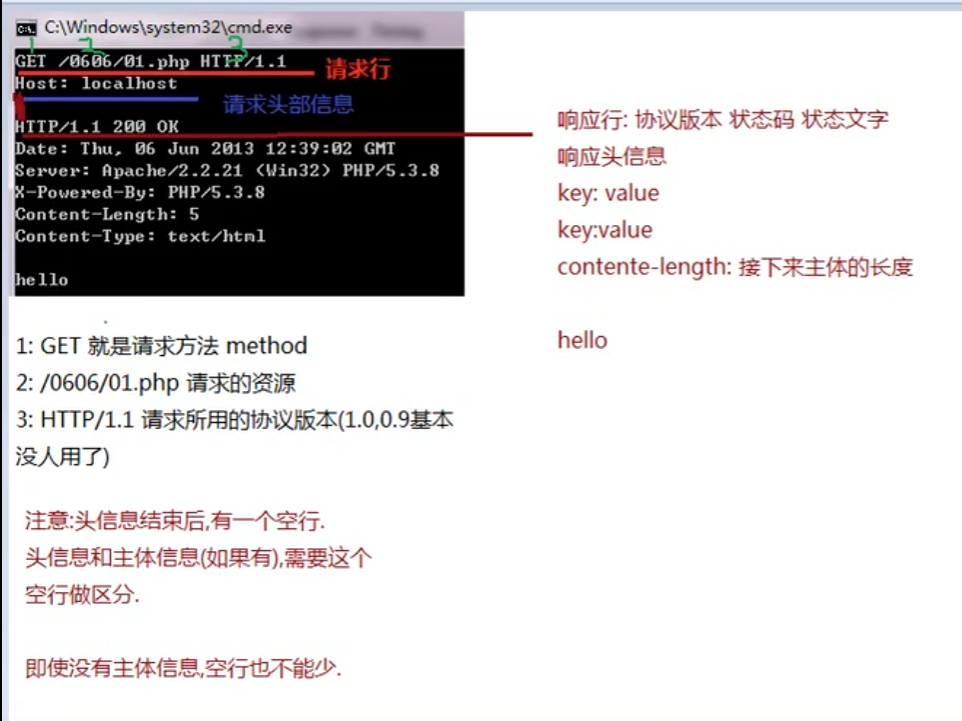 C:\Windows\system32\cmd.exe
1 2 3
GET /0606/01.php HTTP/1.1
请求行
Host: localhost
请求头部信息
HTTP/1.1 200 OK
Date: Thu, 06 Jun 2013 12:39:02 GMT
Server: Apache/2.2.21 (Win32) PHP/5.3.8
X-Powered-By: PHP/5.3.8
Content-Length: 5
Content-Type: text/html
hello
响应行: 协议版本 状态码 状态文字
响应头信息
key: value
key:value
contente-length: 接下来主体的长度
hello
1: GET 就是请求方法 method
2: /0606/01.php 请求的资源
3: HTTP/1.1 请求所用的协议版本(1.0,0.9基本
没人用了)
注意:头信息结束后,有一个空行.
头信息和主体信息(如果有),需要这个
空行做区分.
即使没有主体信息,空行也不能少.